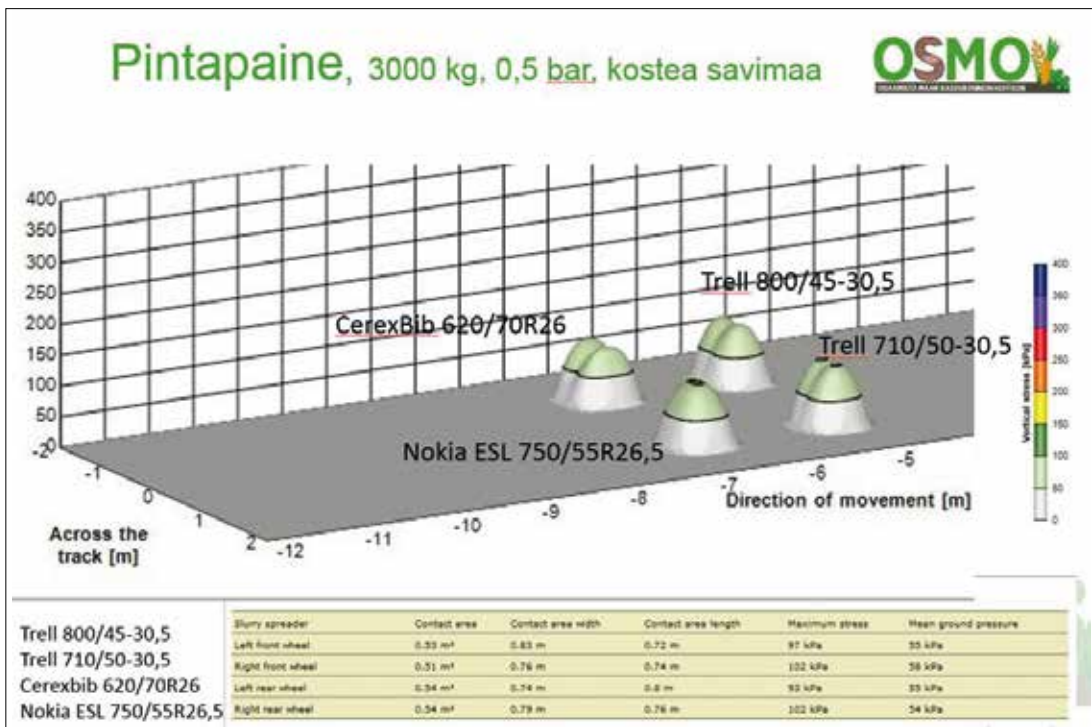 Pintapaine, 3000 kg, 0,5 bar, kostea savimaa
OSMO
400
350
300
250
200
150
100
50
0
-2
-1
0
1
2
Across the
track [m]
-12
-11
-10
-9
-8
-7
-6
-5
Direction of movement [m]
Trell 800/45-30,5
CerexBib 620/70R26
Trell 710/50-30,5
Nokia ESL 750/55R26,5
Vertical stress [kPa]
400
350
300
250
200
150
100
50
0
Trell 800/45-30,5
Trell 710/50-30,5
Cerexbib 620/70R26
Nokia ESL 750/55R26,5
Slurry spreader Contact area Contact area width Contact area length Maximum stress Mean ground pressure
Left front wheel 0.53 m² 0.83 m 0.72 m 97 kPa 55 kPa
Right front wheel 0.51 m² 0.76 m 0.74 m 102 kPa 58 kPa
Left rear wheel 0.54 m² 0.74 m 0.8 m 93 kPa 55 kPa
Right rear wheel 0.54 m² 0.79 m 0.76 m 102 kPa 54 kPa